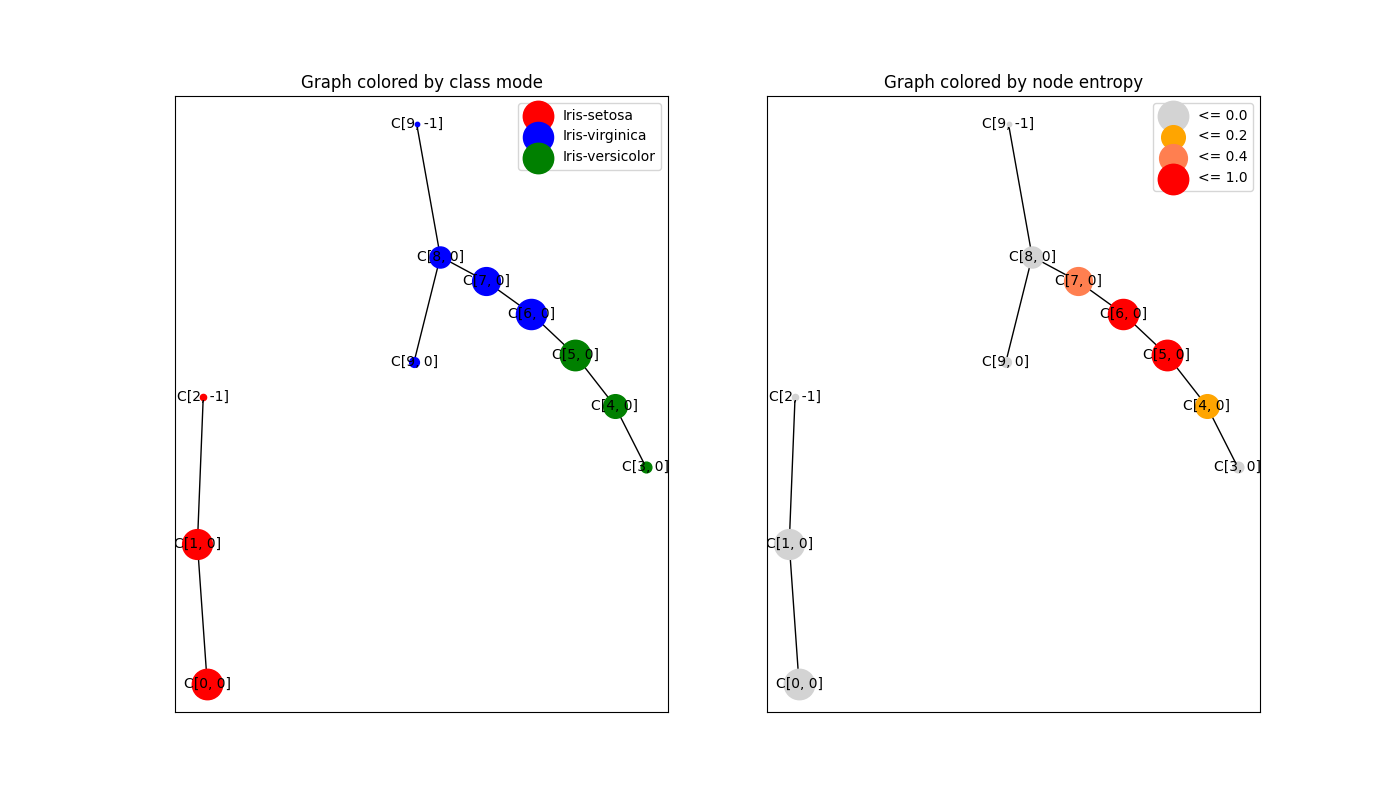 Graph colored by class mode
Iris-setosa
Iris-virginica
Iris-versicolor
C[9, -1]
C[8, 0]
C[7, 0]
C[6, 0]
C[5, 0]
C[9, 0]
C[2, -1]
C[4, 0]
C[3, 0]
C[1, 0]
C[0, 0]
Graph colored by node entropy
<= 0.0
<= 0.2
<= 0.4
<= 1.0
C[9, -1]
C[8, 0]
C[7, 0]
C[6, 0]
C[5, 0]
C[9, 0]
C[2, -1]
C[4, 0]
C[3, 0]
C[1, 0]
C[0, 0]